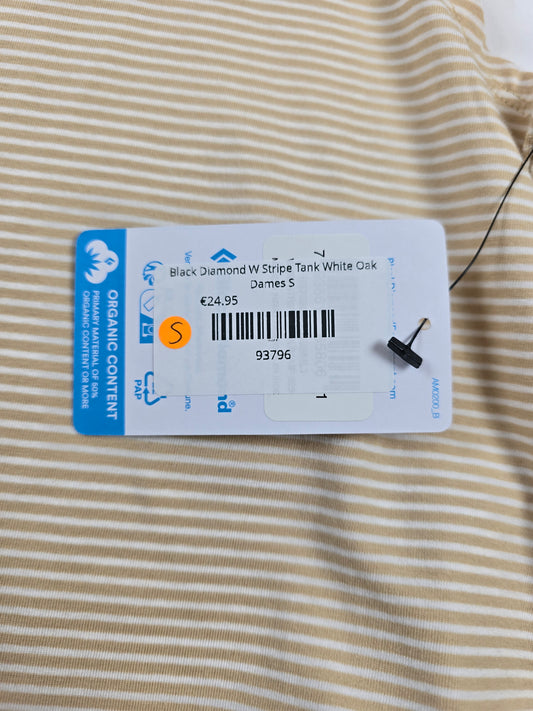 Black Diamond W Stripe Tank White Oak
Dames S
€24.95
S
93796
ORGANIC CONTENT
PRIMARY MATERIAL OF 50%
ORGANIC CONTENT OR MORE
PAP
AM0200_B